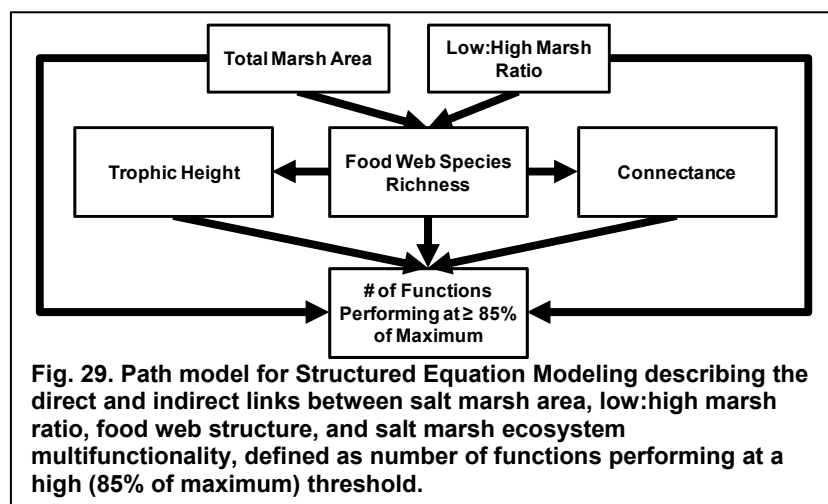 Total Marsh Area
Low:High Marsh
Ratio
Trophic Height
Food Web Species
Richness
Connectance
# of Functions
Performing at ≥ 85%
of Maximum
Fig. 29. Path model for Structured Equation Modeling describing the
direct and indirect links between salt marsh area, low:high marsh
ratio, food web structure, and salt marsh ecosystem
multifunctionality, defined as number of functions performing at a
high (85% of maximum) threshold.